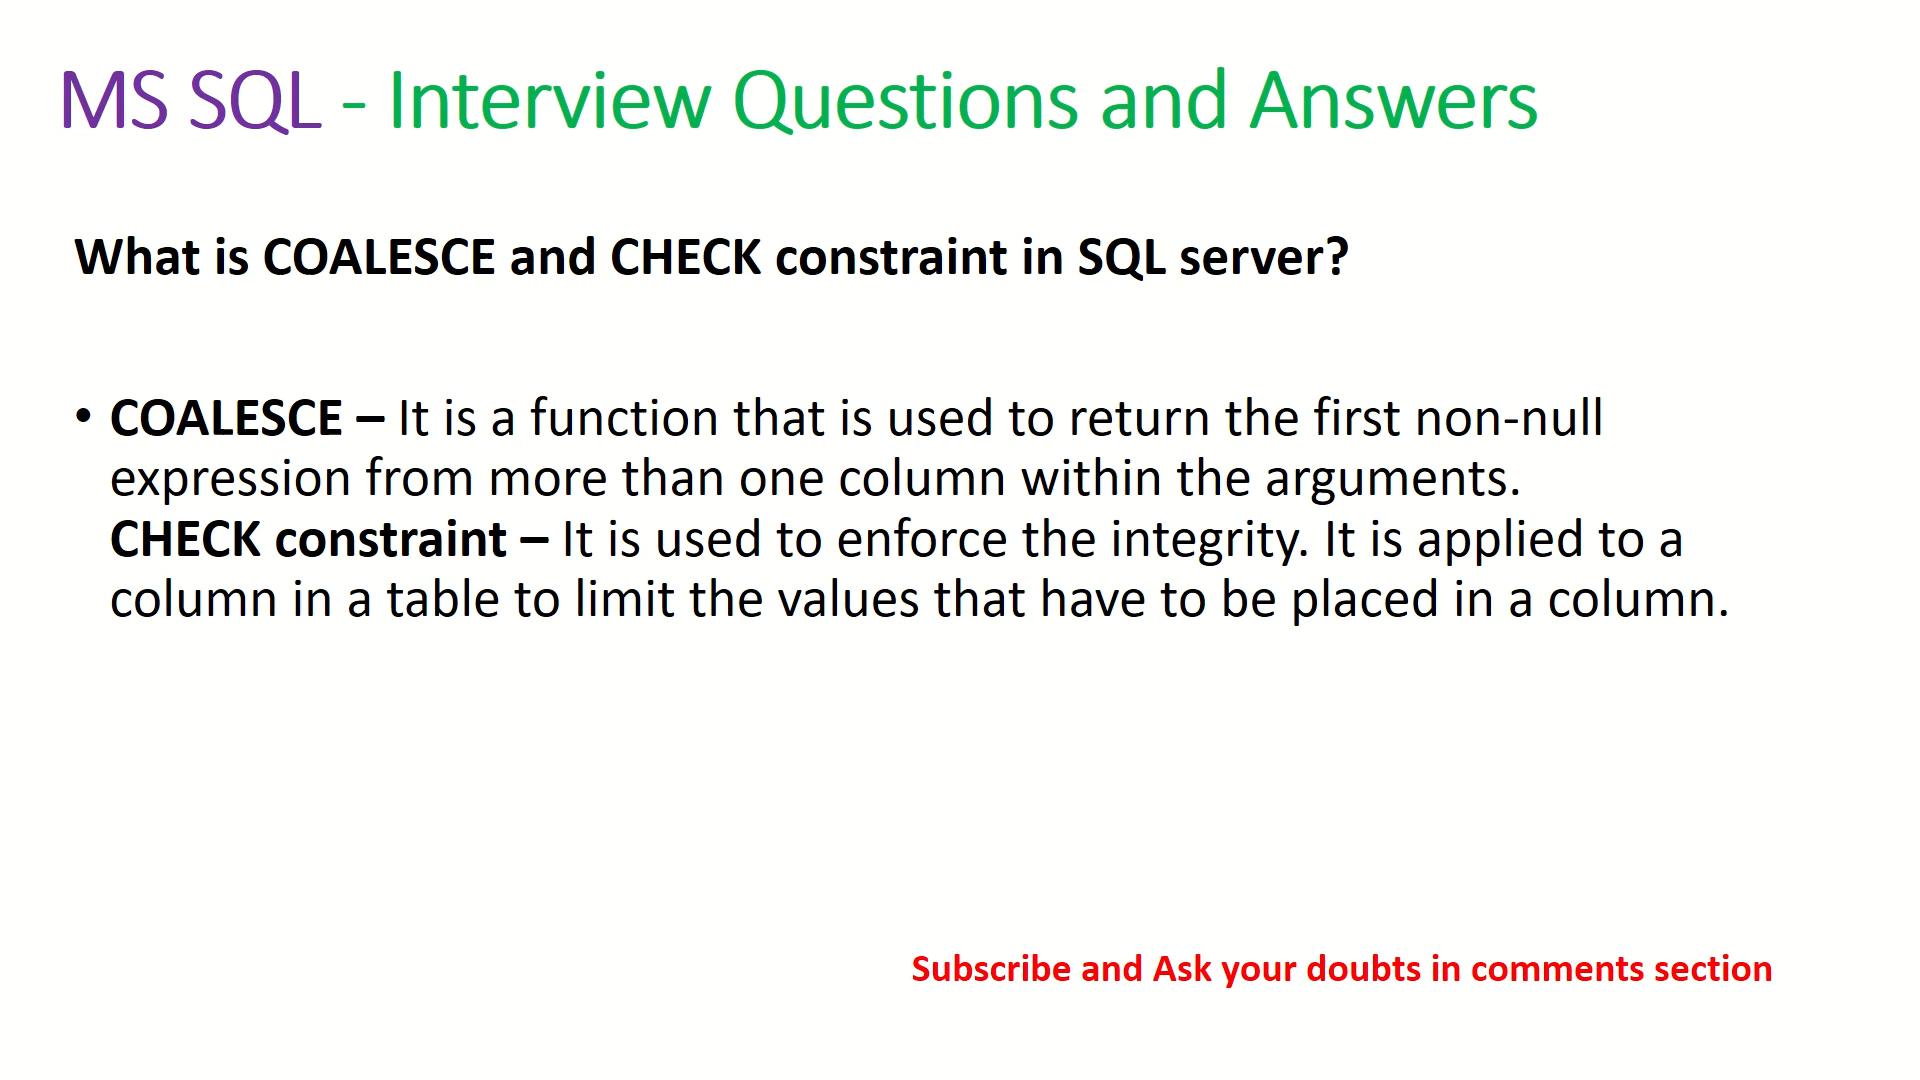 MS SQL - Interview Questions and Answers
What is COALESCE and CHECK constraint in SQL server?
• COALESCE – It is a function that is used to return the first non-null
expression from more than one column within the arguments.
CHECK constraint – It is used to enforce the integrity. It is applied to a
column in a table to limit the values that have to be placed in a column.
Subscribe and Ask your doubts in comments section